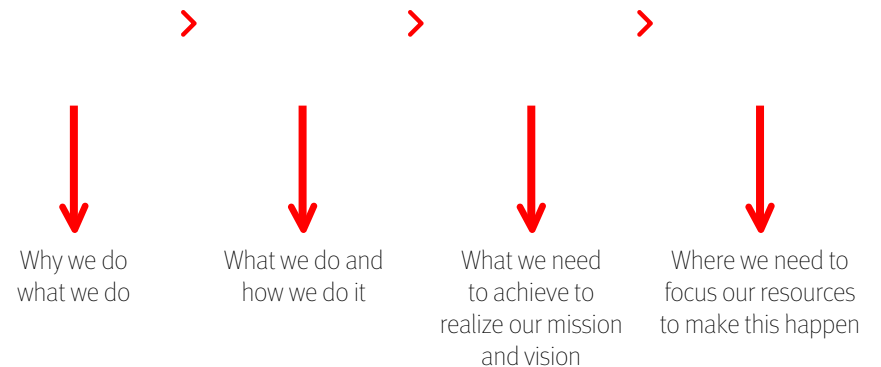 Why we do
what we do
What we do and
how we do it
What we need
to achieve to
realize our mission
and vision
Where we need to
focus our resources
to make this happen